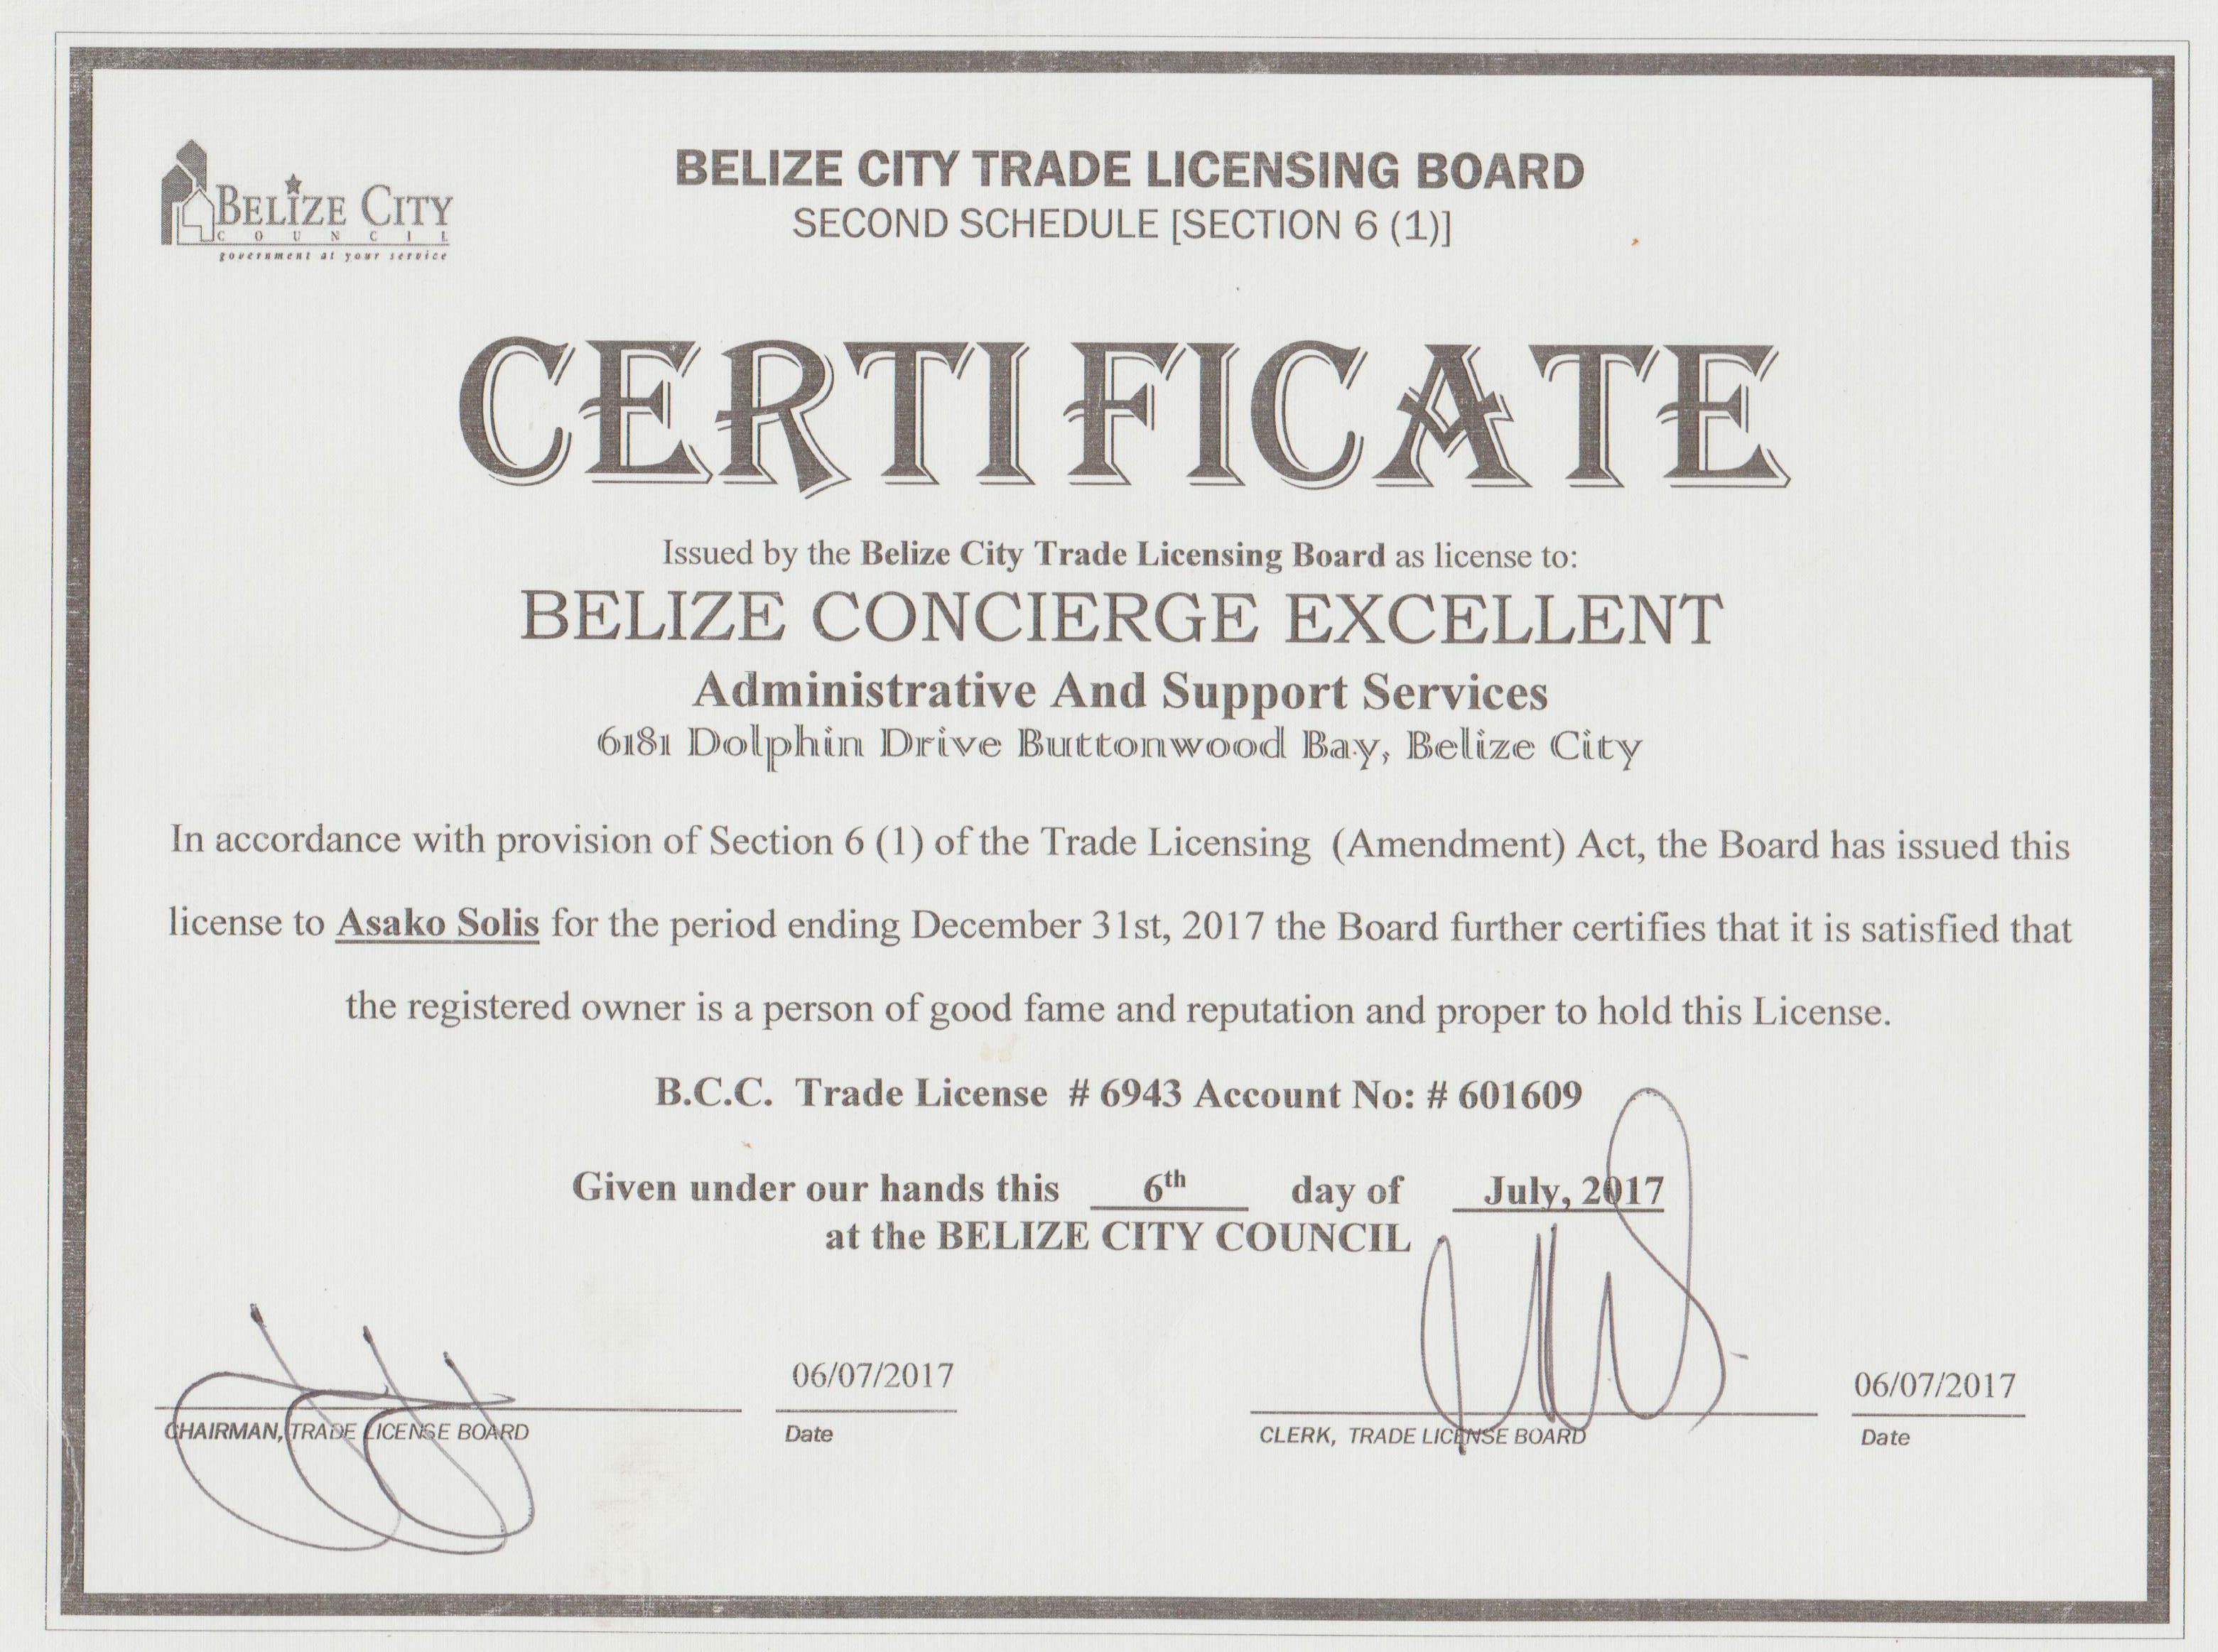 BELIZE CITY
COUNCIL
government at your service
BELIZE CITY TRADE LICENSING BOARD
SECOND SCHEDULE [SECTION 6 (1)]
CERTIFICATE
Issued by the Belize City Trade Licensing Board as license to:
BELIZE CONCIERGE EXCELLENT
Administrative And Support Services
6181 Dolphin Drive Buttonwood Bay, Belize City
In accordance with provision of Section 6 (1) of the Trade Licensing (Amendment) Act, the Board has issued this
license to Asako Solis for the period ending December 31st, 2017 the Board further certifies that it is satisfied that
the registered owner is a person of good fame and reputation and proper to hold this License.
B.C.C. Trade License # 6943 Account No: # 601609
Given under our hands this 6th day of July, 2017
at the BELIZE CITY COUNCIL
06/07/2017
06/07/2017
CHAIRMAN, TRADE LICENSE BOARD
Date
CLERK, TRADE LICENSE BOARD
Date